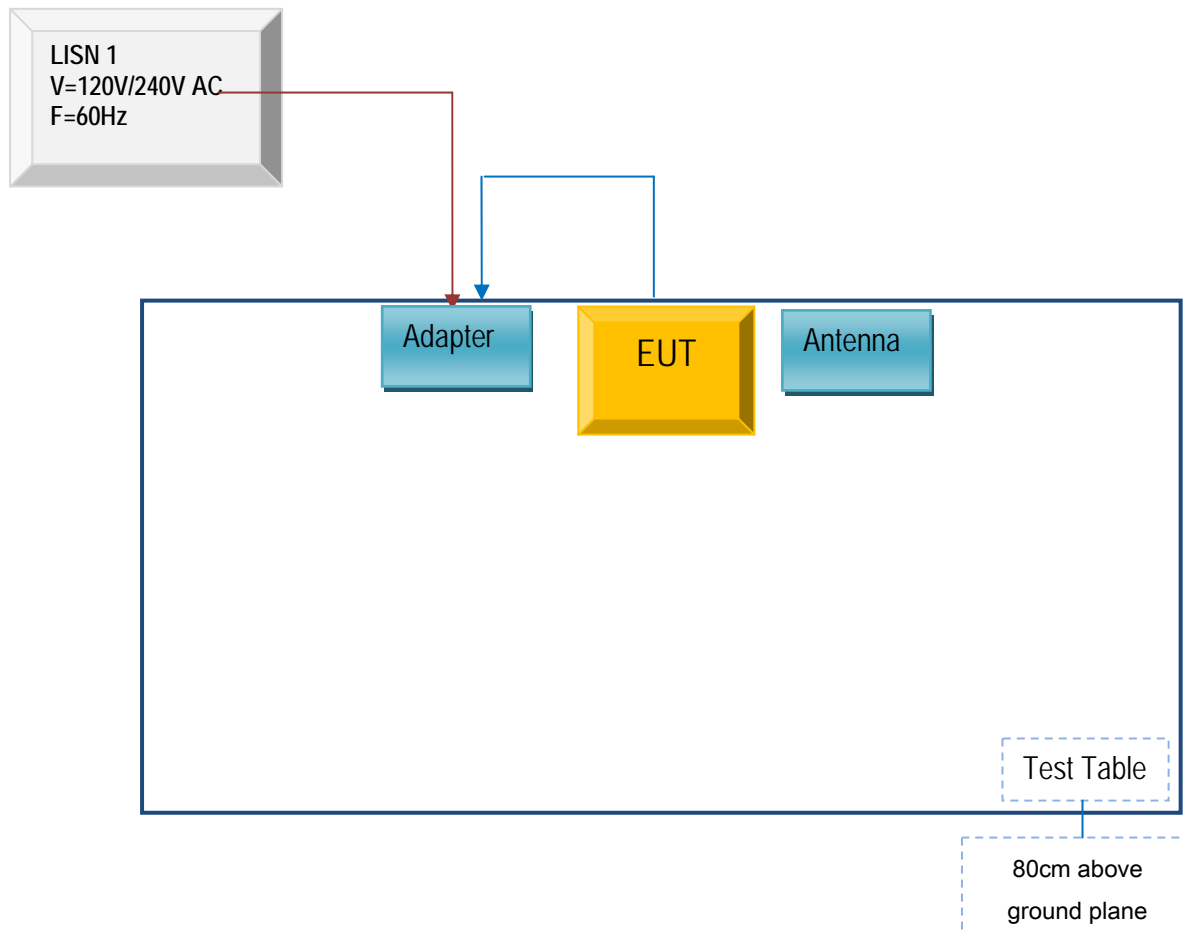 LISN 1
V=120V/240V AC
F=60Hz
Adapter
EUT
Antenna
Test Table
80cm above
ground plane